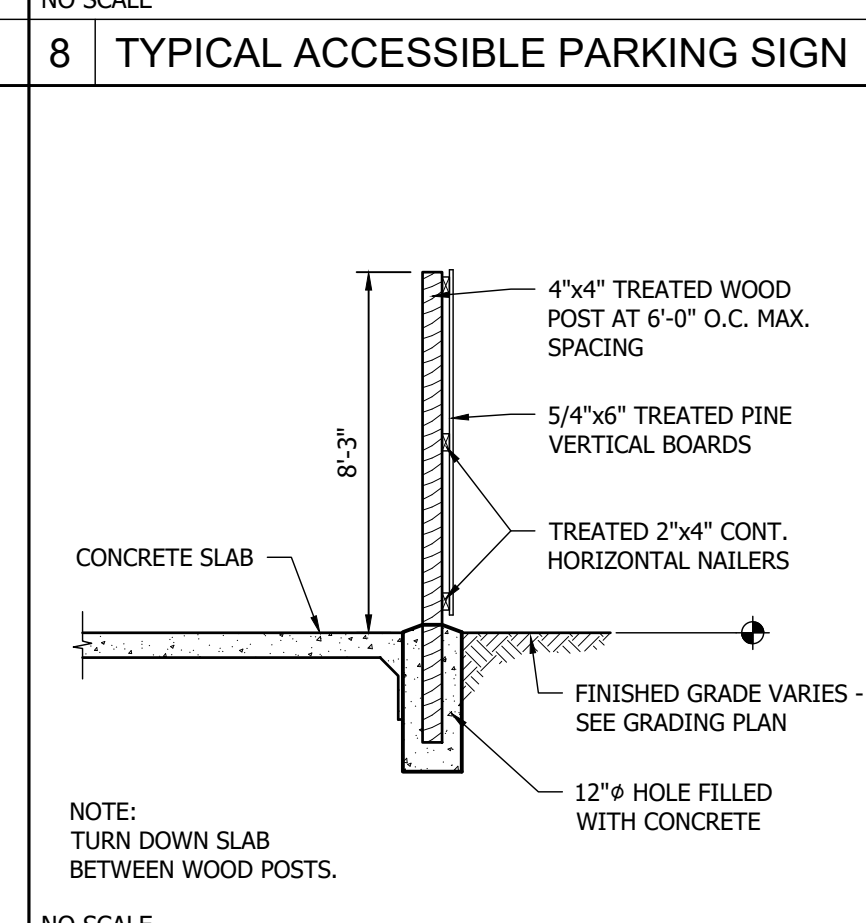 NO SCALE
8 TYPICAL ACCESSIBLE PARKING SIGN
4"x4" TREATED WOOD
POST AT 6'-0" O.C. MAX.
SPACING
5/4"x6" TREATED PINE
VERTICAL BOARDS
8'-3"
TREATED 2"x4" CONT.
HORIZONTAL NAILERS
CONCRETE SLAB
FINISHED GRADE VARIES -
SEE GRADING PLAN
12"φ HOLE FILLED
WITH CONCRETE
NOTE:
TURN DOWN SLAB
BETWEEN WOOD POSTS.
NO SCALE